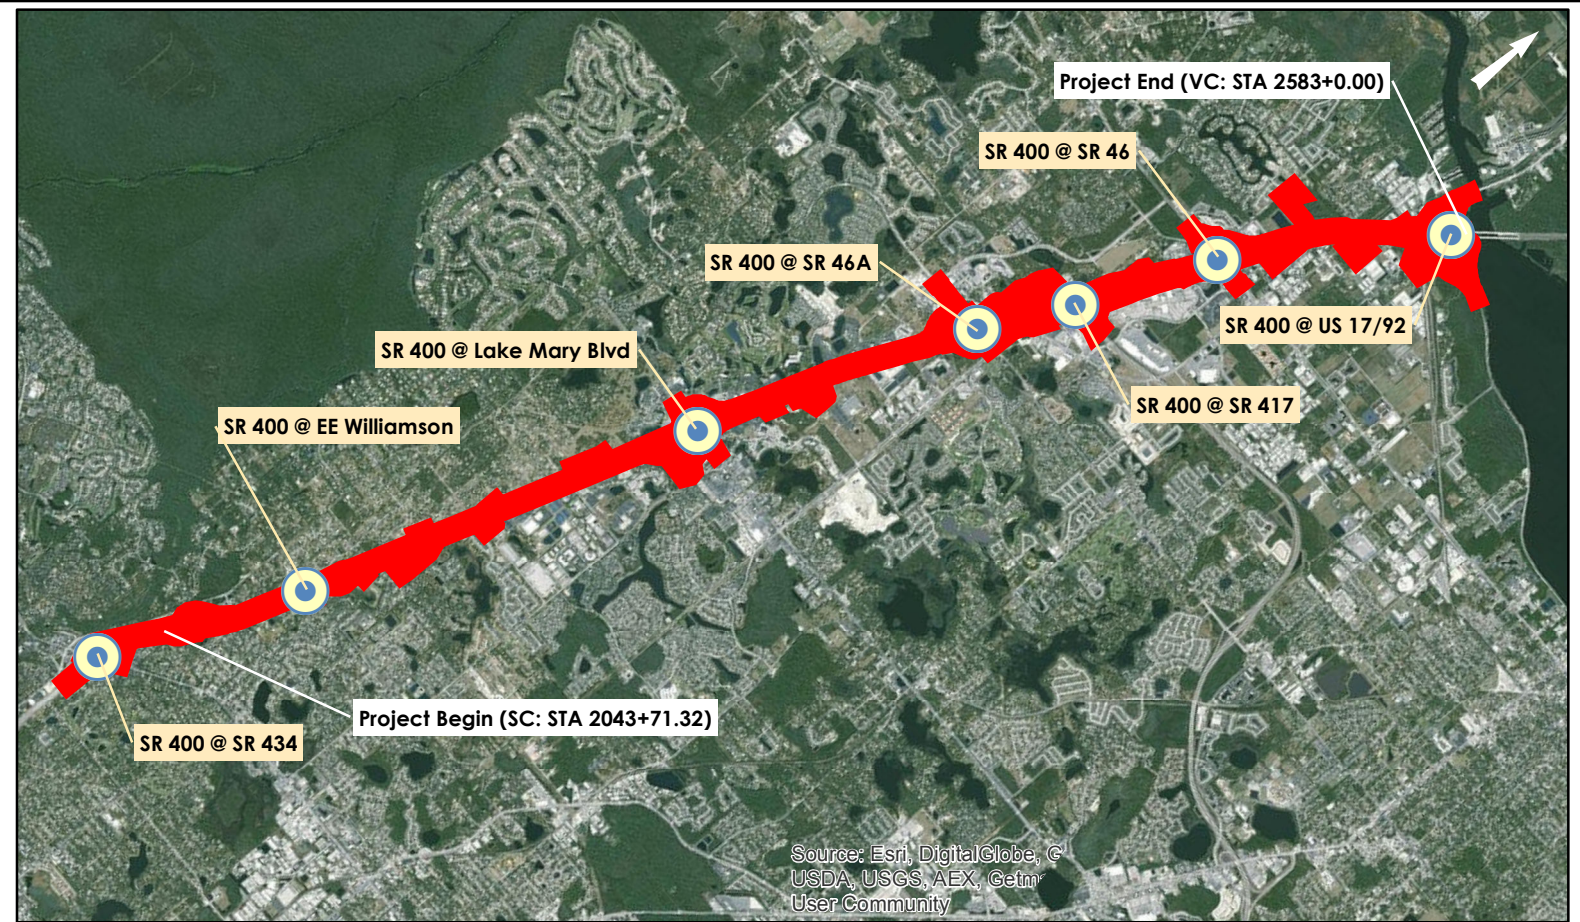 Project End (VC: STA 2583+0.00)
SR 400 @ SR 46
SR 400 @ SR 46A
SR 400 @ US 17/92
SR 400 @ Lake Mary Blvd
SR 400 @ SR 417
SR 400 @ EE Williamson
Project Begin (SC: STA 2043+71.32)
SR 400 @ SR 434
Source: Esri, DigitalGlobe,
USDA, USGS, AEX,
User Community